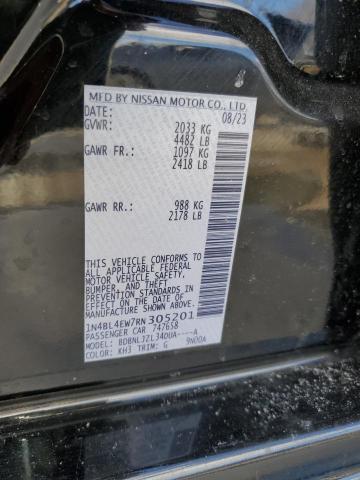 MFD BY NISSAN MOTOR CO., LTD.
DATE: 08/23
GVWR: 2033 KG
4482 LB
GAWR FR: 1097 KG
2418 LB
GAWR RR: 988 KG
2178 LB
THIS VEHICLE CONFORMS TO
ALL APPLICABLE FEDERAL
MOTOR VEHICLE SAFETY,
BUMPER, AND THEFT
PREVENTION STANDARDS IN
EFFECT ON THE DATE OF
MANUFACTURE SHOWN ABOVE.
1N4BL4EW7RN305201
PASSENGER CAR 747658
MODEL: BDBNLJZL34DUA----A
COLOR: KH3 TRIM: G 9N00A